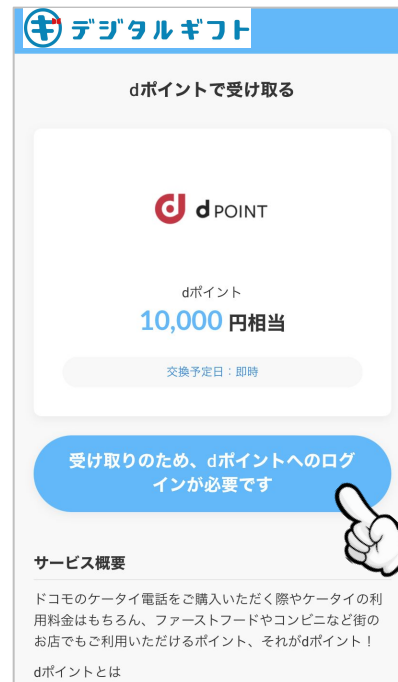 デジタルギフト
dポイントで受け取る
d POINT
dポイント
10,000 円相当
交換予定日：即時
受け取りのため、dポイントへのログ
インが必要です
サービス概要
ドコモのケータイ電話をご購入いただく際やケータイの利
用料金はもちろん、ファーストフードやコンビニなど街の
お店でもご利用いただけるポイント、それがdポイント！
dポイントとは